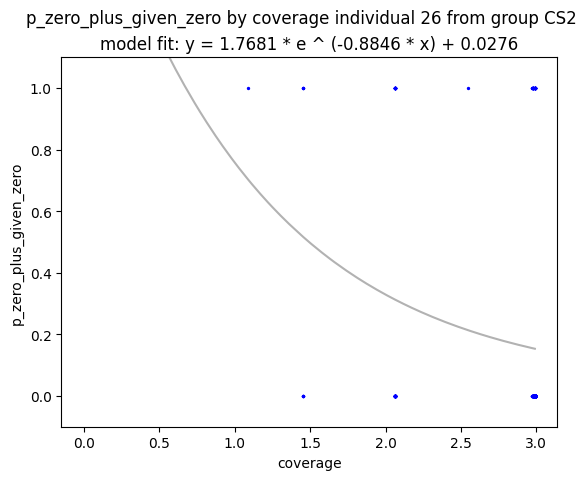 p_zero_plus_given_zero by coverage individual 26 from group CS2
model fit: y = 1.7681 * e ^ (-0.8846 * x) + 0.0276
p_zero_plus_given_zero
1.0
0.8
0.6
0.4
0.2
0.0
0.0 0.5 1.0 1.5 2.0 2.5 3.0
coverage